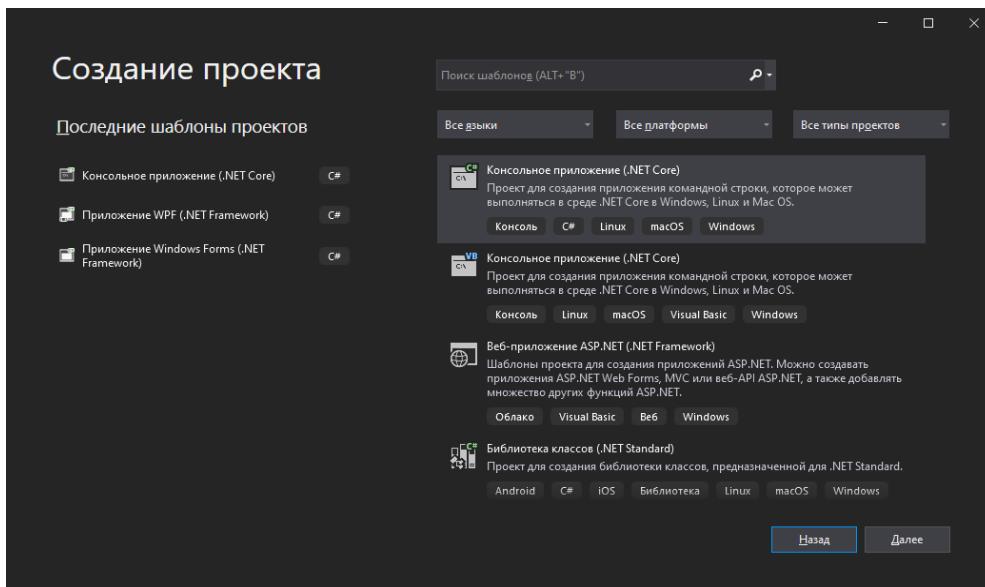 Создание проекта
Поиск шаблонов (ALT+"B")
Последние шаблоны проектов
Все языки
Все платформы
Все типы проектов
Консольное приложение (.NET Core)
C#
Приложение WPF (.NET Framework)
C#
Приложение Windows Forms (.NET
Framework)
C#
C#
C:\
Консольное приложение (.NET Core)
Проект для создания приложения командной строки, которое может
выполняться в среде .NET Core в Windows, Linux и Mac OS.
Консоль C# Linux macOS Windows
VB
C:\
Консольное приложение (.NET Core)
Проект для создания приложения командной строки, которое может
выполняться в среде .NET Core в Windows, Linux и Mac OS.
Консоль Linux macOS Visual Basic Windows
Веб-приложение ASP.NET (.NET Framework)
Шаблоны проекта для создания приложений ASP.NET. Можно создавать
приложения ASP.NET Web Forms, MVC или веб-API ASP.NET, а также добавлять
множество других функций ASP.NET.
Облако Visual Basic Веб Windows
C#
Библиотека классов (.NET Standard)
Проект для создания библиотеки классов, предназначенной для .NET Standard.
Android C# iOS Библиотека Linux macOS Windows
Назад
Далее